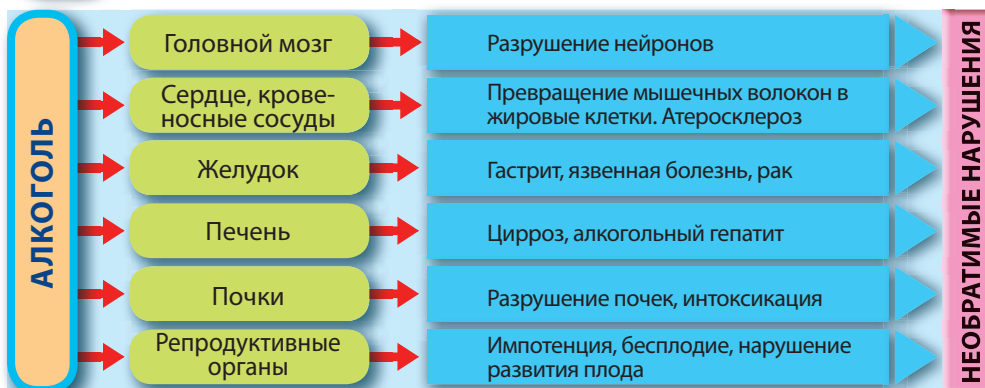 АЛКОГОЛЬ
Головной мозг
Разрушение нейронов
Сердце, крове-
носные сосуды
Превращение мышечных волокон в
жировые клетки. Атеросклероз
Желудок
Гастрит, язвенная болезнь, рак
Печень
Цирроз, алкогольный гепатит
Почки
Разрушение почек, интоксикация
Репродуктивные
органы
Импотенция, бесплодие, нарушение
развития плода
НЕОБРАТИМЫЕ НАРУШЕНИЯ